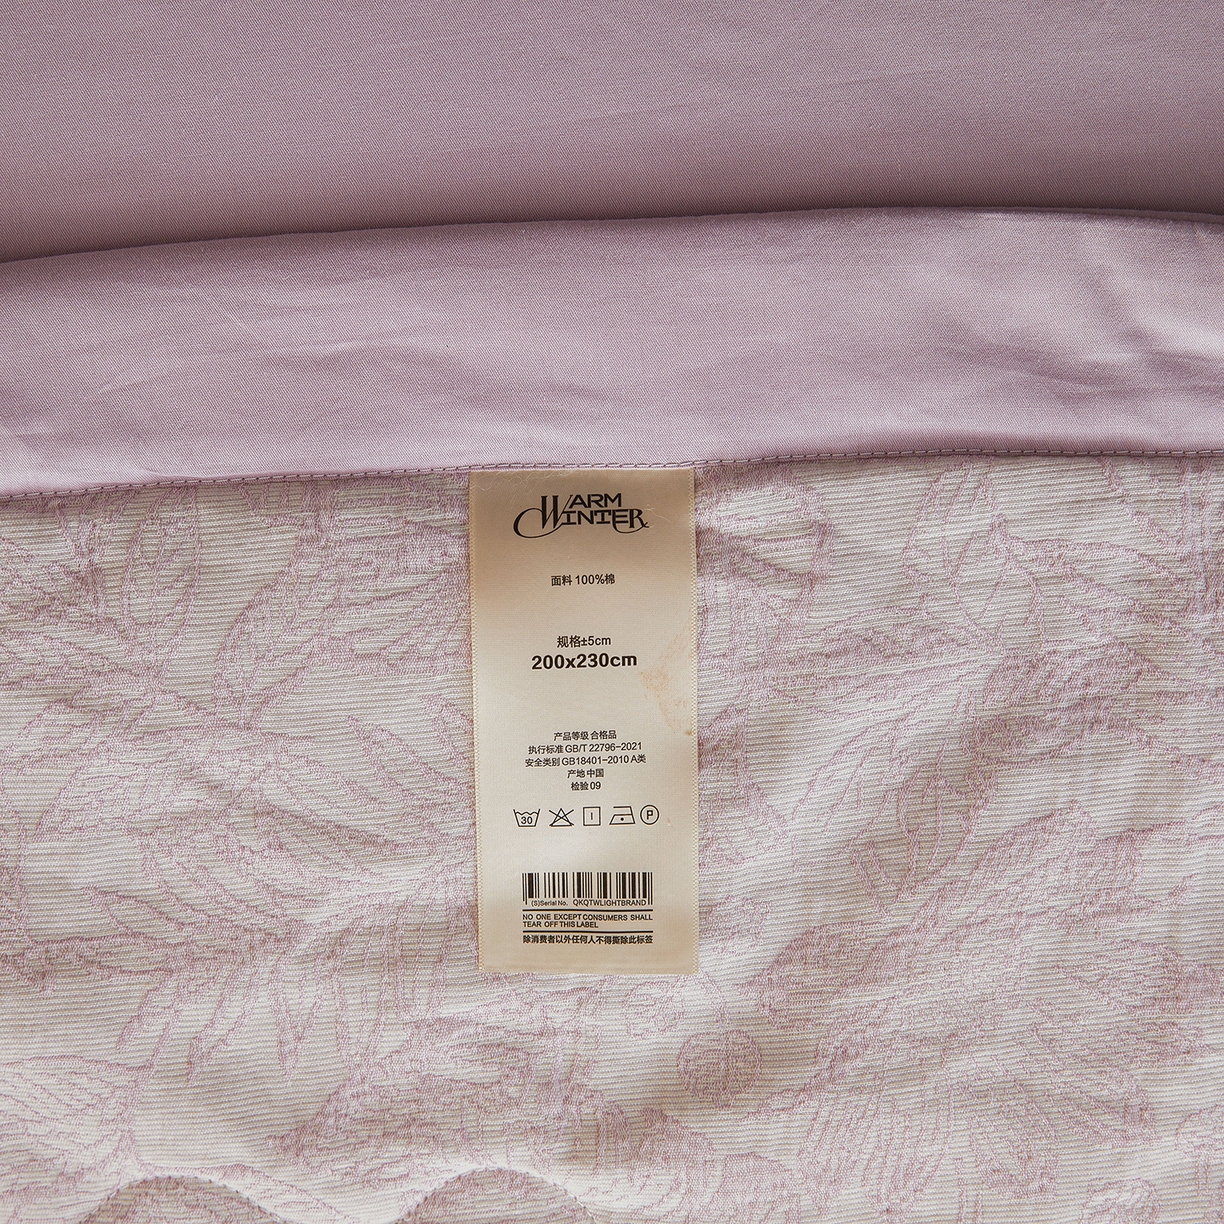 WARM
WINTER
面料 100%棉
规格±5cm
200x230cm
产品等级 合格品
执行标准 GB/T 22796-2021
安全类别 GB18401-2010 A类
产地 中国
检验 09
30 P
(S)Serial No. QKQTWLIGHTBRAND
NO ONE EXCEPT CONSUMERS SHALL
TEAR OFF THIS LABEL
除消费者以外任何人不得撕除此标签